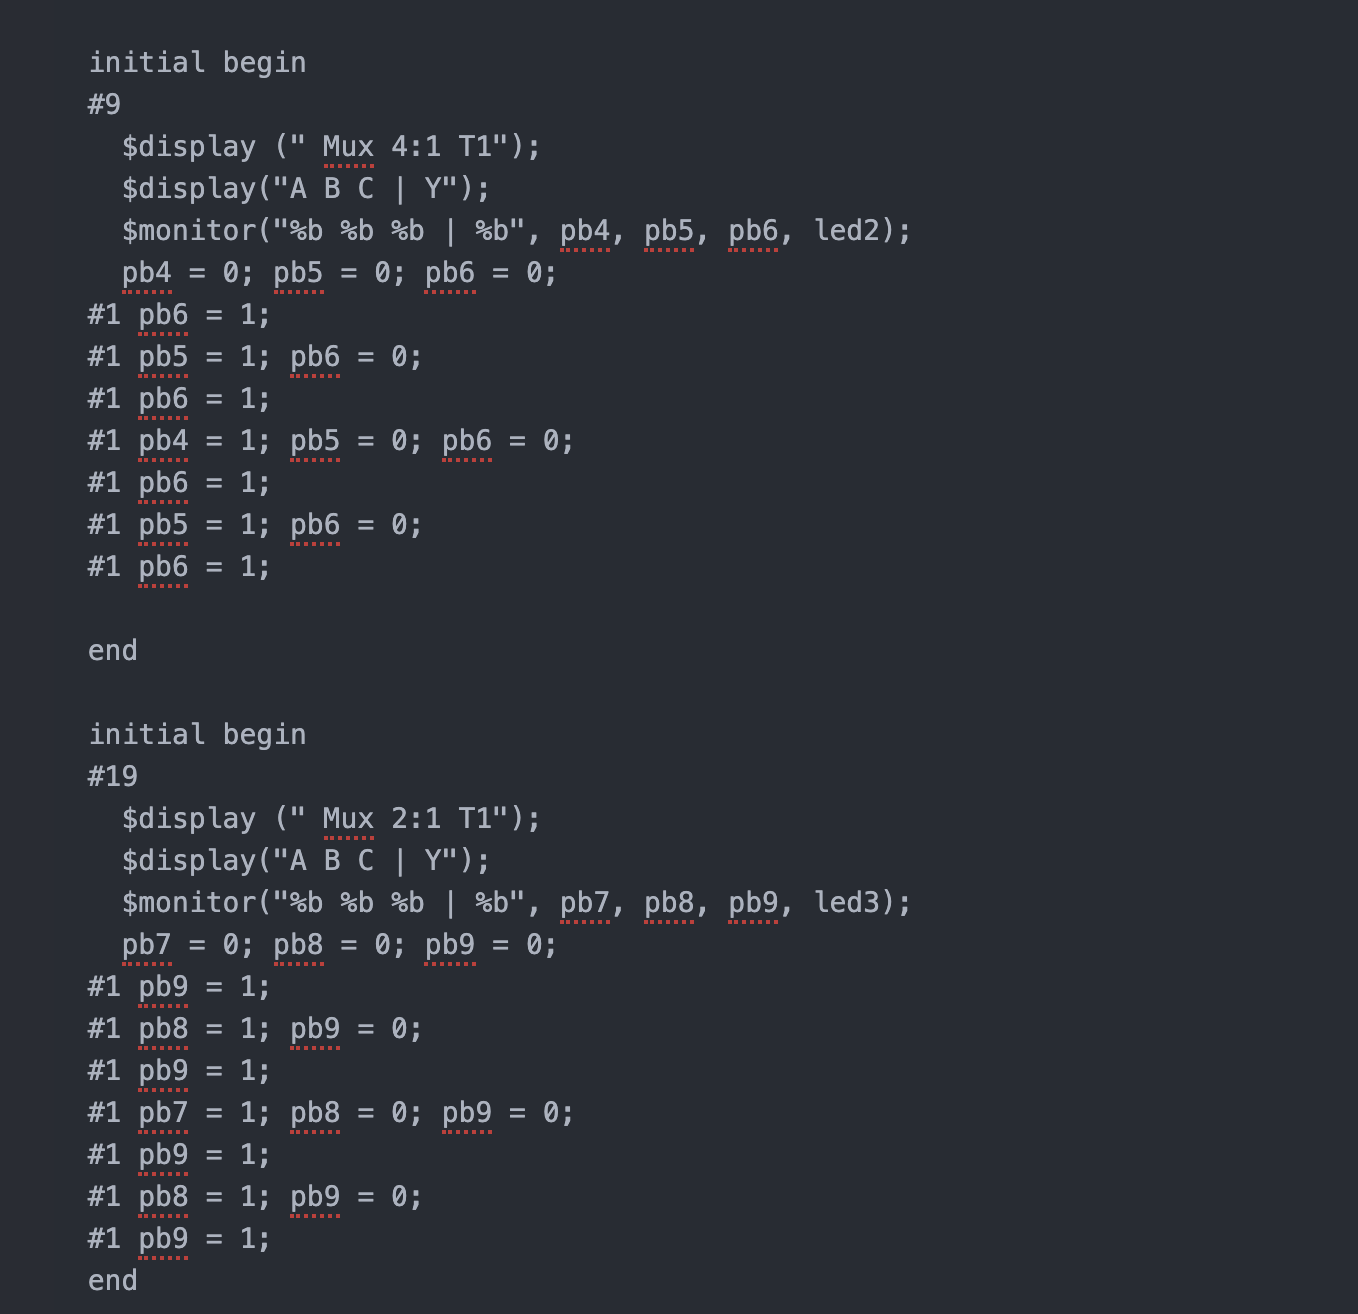 initial begin
#9
$display (" Mux 4:1 T1");
$display("A B C | Y");
$monitor("%b %b %b | %b", pb4, pb5, pb6, led2);
pb4 = 0; pb5 = 0; pb6 = 0;
#1 pb6 = 1;
#1 pb5 = 1; pb6 = 0;
#1 pb6 = 1;
#1 pb4 = 1; pb5 = 0; pb6 = 0;
#1 pb6 = 1;
#1 pb5 = 1; pb6 = 0;
#1 pb6 = 1;
end
initial begin
#19
$display (" Mux 2:1 T1");
$display("A B C | Y");
$monitor("%b %b %b | %b", pb7, pb8, pb9, led3);
pb7 = 0; pb8 = 0; pb9 = 0;
#1 pb9 = 1;
#1 pb8 = 1; pb9 = 0;
#1 pb9 = 1;
#1 pb7 = 1; pb8 = 0; pb9 = 0;
#1 pb9 = 1;
#1 pb8 = 1; pb9 = 0;
#1 pb9 = 1;
end